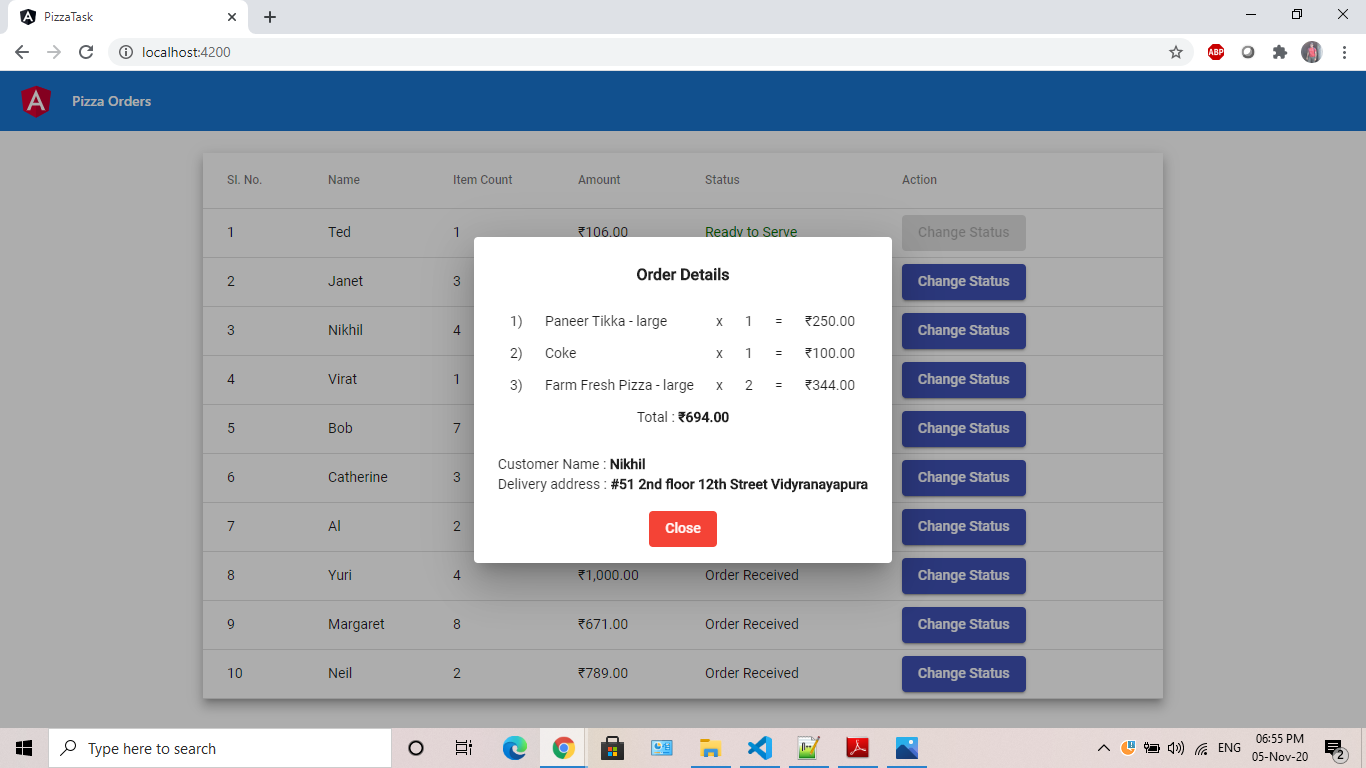 PizzaTask
localhost:4200
ABP
Pizza Orders
Sl. No. Name Item Count Amount Status Action
1 Ted 1 ₹106.00 Ready to Serve Change Status
2 Janet 3 Change Status
3 Nikhil 4 Change Status
4 Virat 1 Change Status
5 Bob 7 Change Status
6 Catherine 3 Change Status
7 Al 2 Change Status
8 Yuri 4 ₹1,000.00 Order Received Change Status
9 Margaret 8 ₹671.00 Order Received Change Status
10 Neil 2 ₹789.00 Order Received Change Status
Order Details
1) Paneer Tikka - large x 1 = ₹250.00
2) Coke x 1 = ₹100.00
3) Farm Fresh Pizza - large x 2 = ₹344.00
Total : ₹694.00
Customer Name : Nikhil
Delivery address : #51 2nd floor 12th Street Vidyranayapura
Close
Type here to search
ENG
06:55 PM
05-Nov-20
2